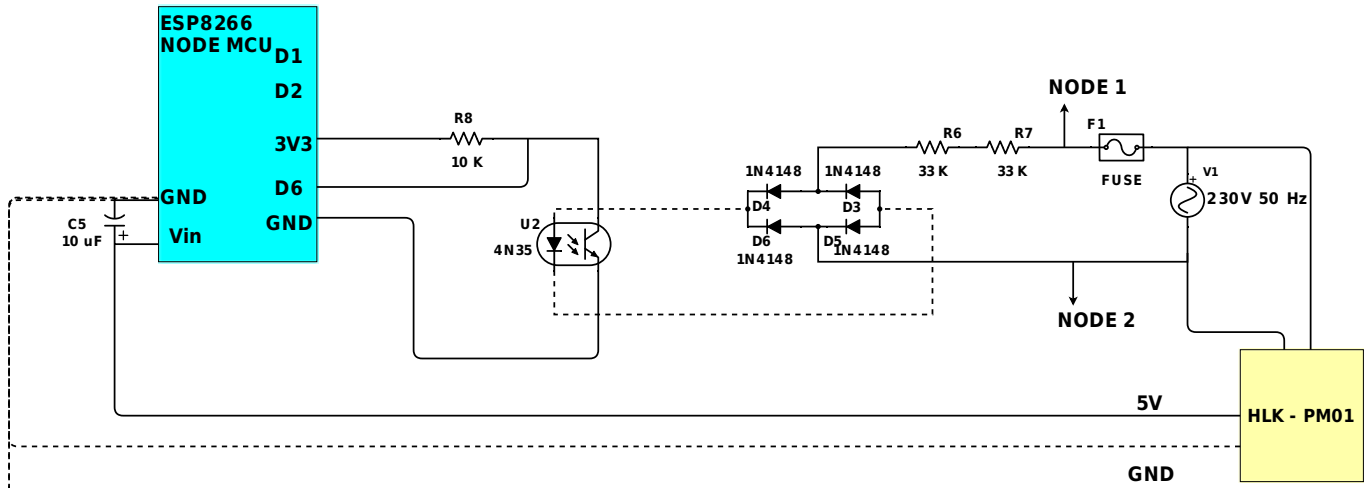 ESP8266
NODE MCU
D1
D2
3V3
D6
GND
GND
Vin
C5
10 uF
+
R8
10 K
U2
4N35
1N4148
1N4148
D4
D3
D6
D5
1N4148
1N4148
R6
33 K
R7
33 K
NODE 1
F1
FUSE
+
V1
230V 50 Hz
NODE 2
5V
HLK - PM01
GND